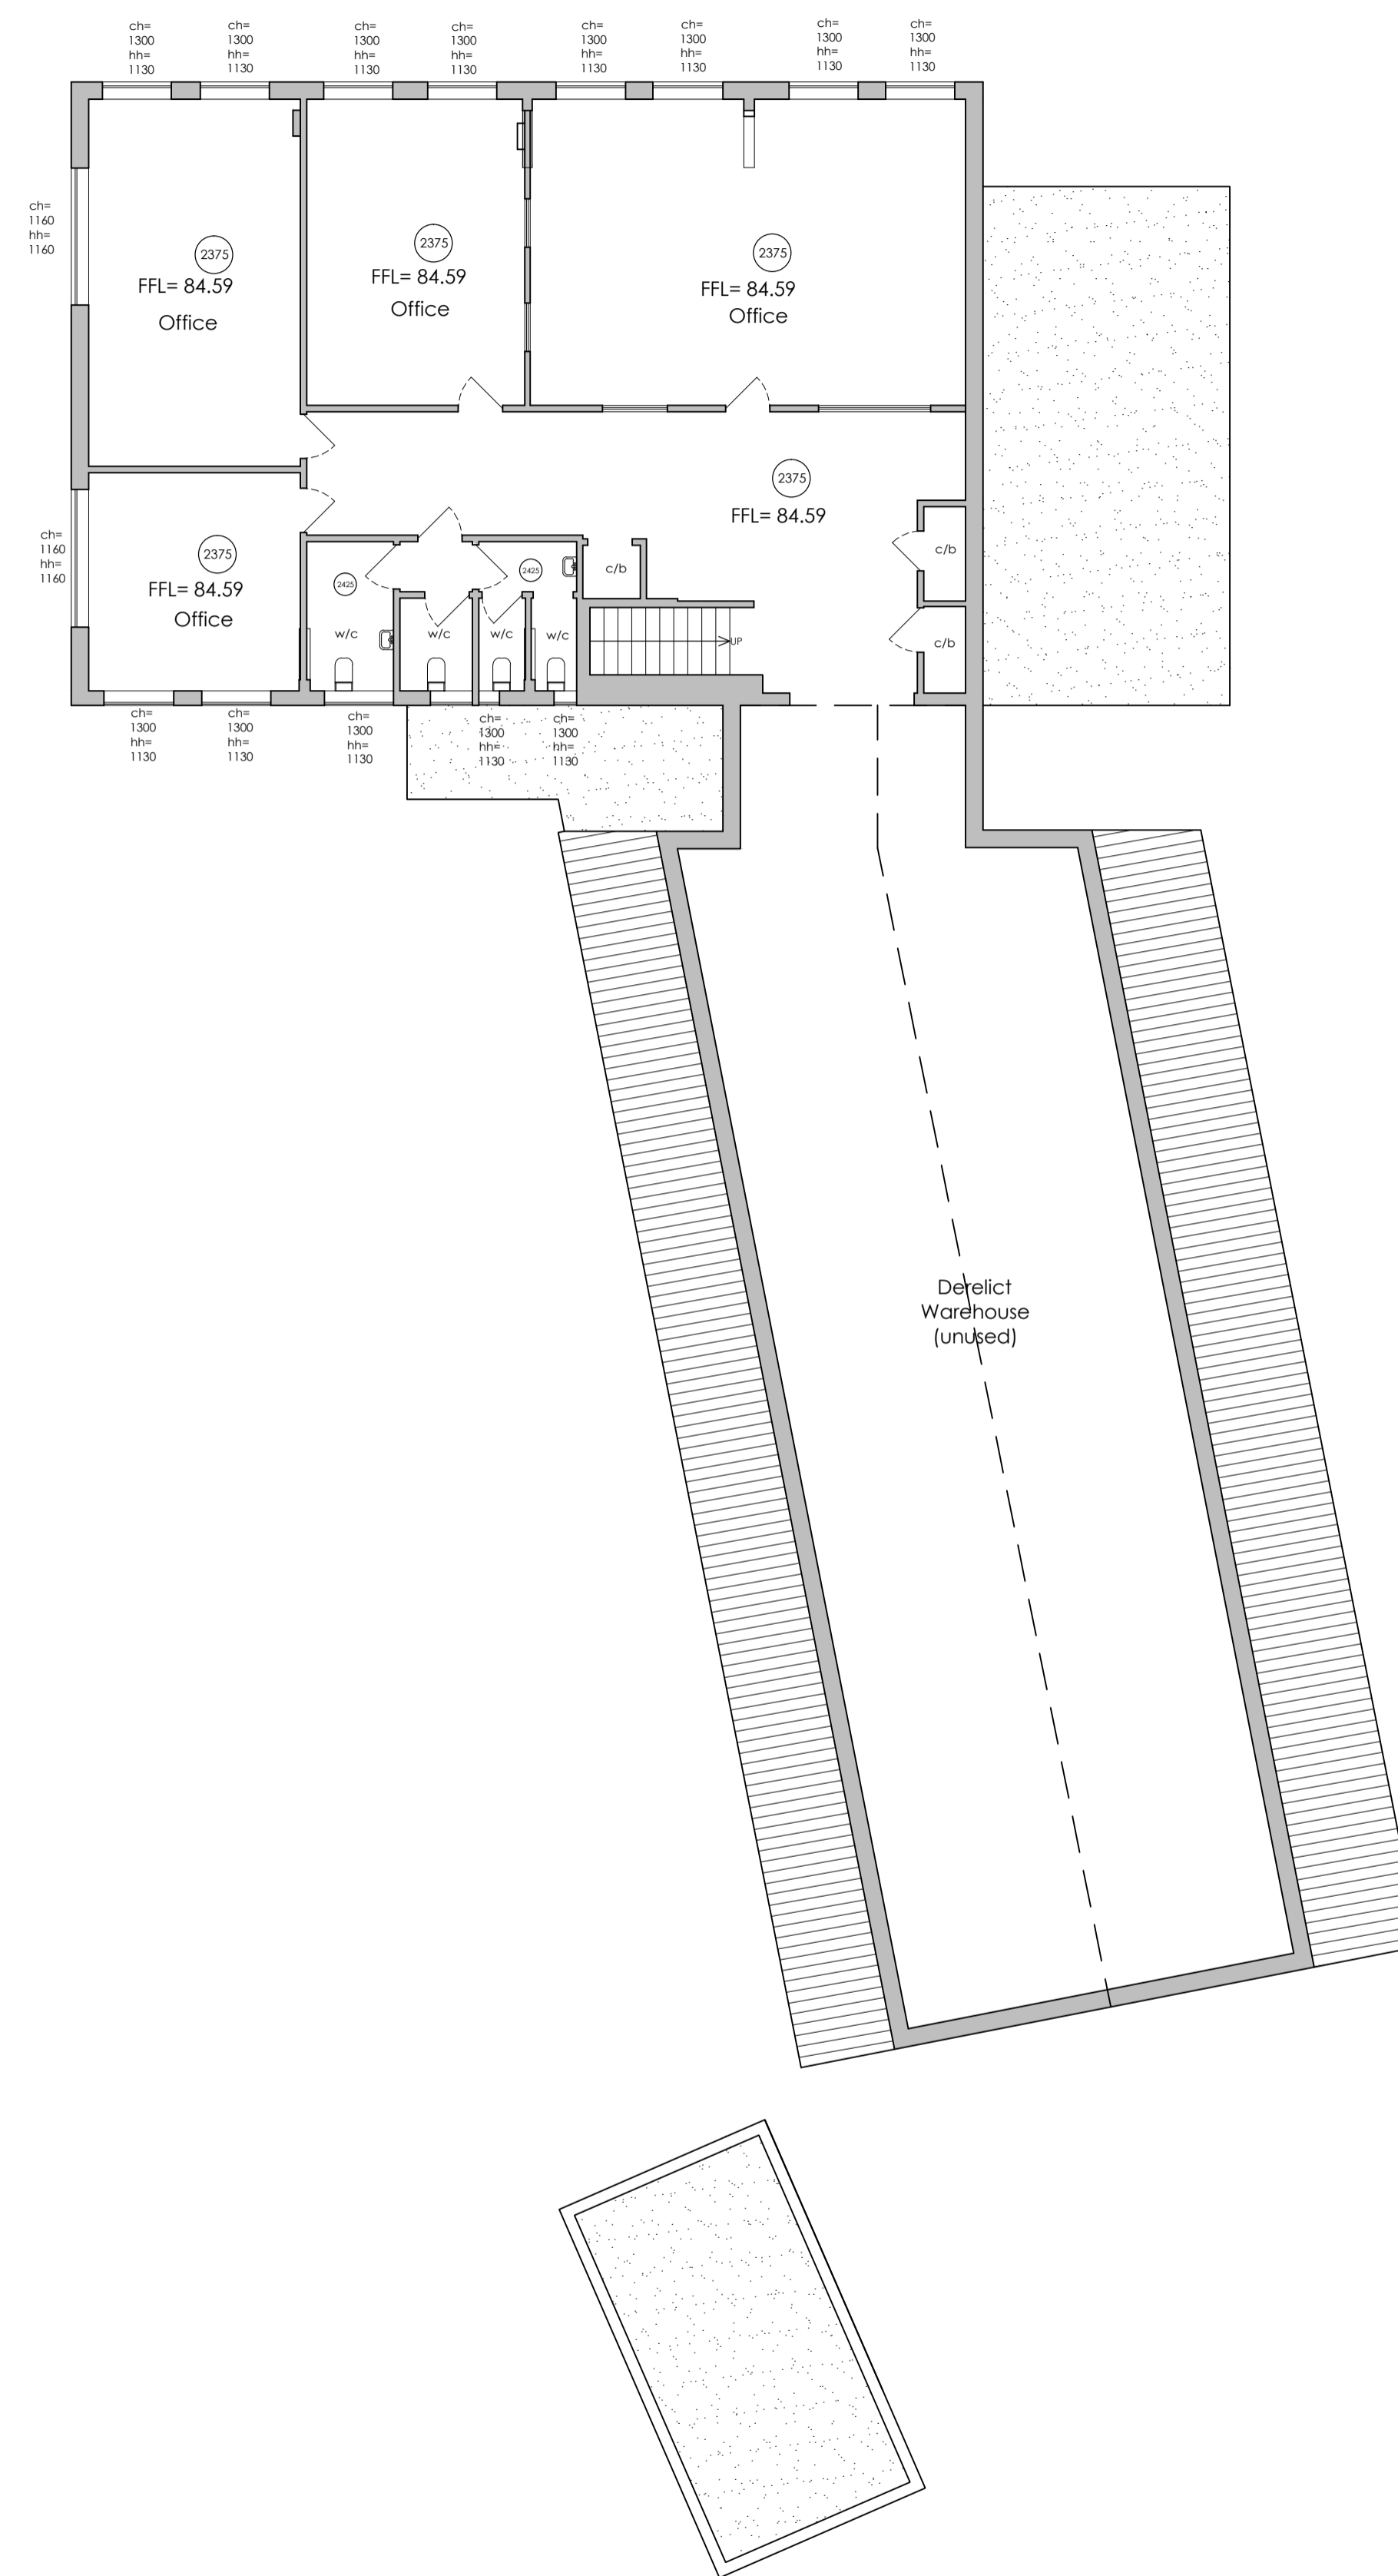 ch=
1300
hh=
1130
ch=
1300
hh=
1130
ch=
1300
hh=
1130
ch=
1300
hh=
1130
ch=
1300
hh=
1130
ch=
1300
hh=
1130
ch=
1300
hh=
1130
ch=
1300
hh=
1130
ch=
1160
hh=
1160
2375
FFL= 84.59
Office
2375
FFL= 84.59
Office
2375
FFL= 84.59
Office
2375
FFL= 84.59
ch=
1160
hh=
1160
2375
FFL= 84.59
Office
2425
w/c
w/c
w/c
2425
w/c
c/b
UP
c/b
c/b
ch=
1300
hh=
1130
ch=
1300
hh=
1130
ch=
1300
hh=
1130
ch=
1300
hh=
1130
ch=
1300
hh=
1130
Derelict
Warehouse
(unused)